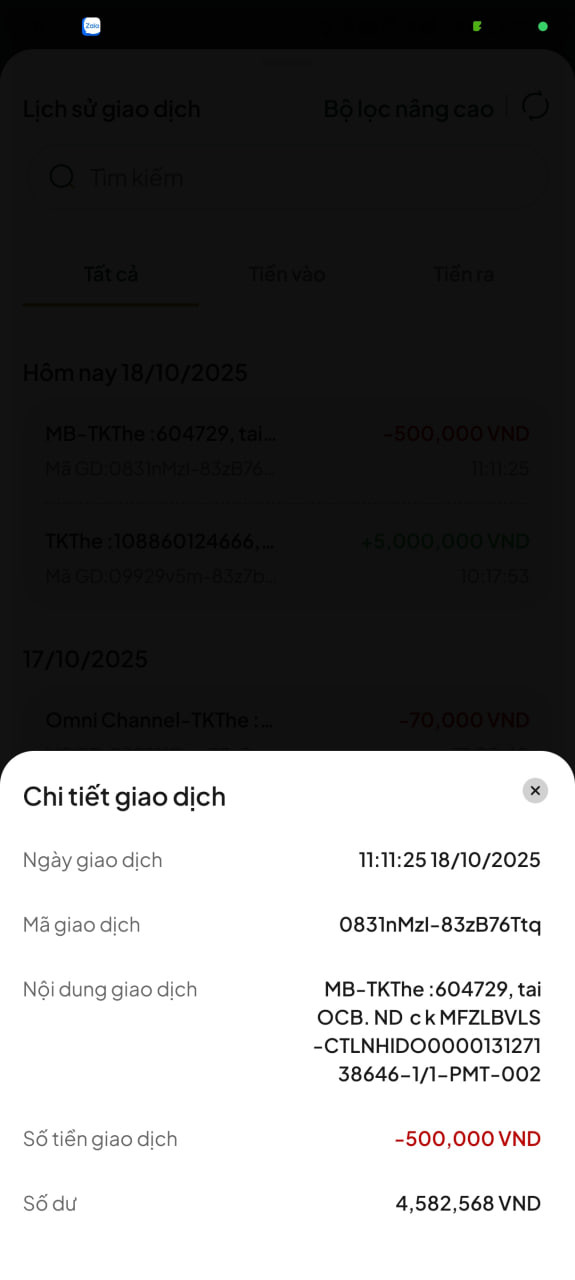 Zalo
Lịch sử giao dịch
Bộ lọc nâng cao
Tìm kiếm
Tất cả
Tiền vào
Tiền ra
Hôm nay 18/10/2025
MB-TKThe :604729, tai...
-500,000 VND
Mã GD:0831nMzl-83zB76...
11:11:25
TKThe :108860124666,...
+5,000,000 VND
Mã GD:09929v5m-83z7b...
10:17:53
17/10/2025
Omni Channel-TKThe :...
-70,000 VND
Chi tiết giao dịch
Ngày giao dịch
11:11:25 18/10/2025
Mã giao dịch
0831nMzl-83zB76Ttq
Nội dung giao dịch
MB-TKThe :604729, tai
OCB. ND c k MFZLBVLS
-CTLNHIDO0000131271
38646-1/1-PMT-002
Số tiền giao dịch
-500,000 VND
Số dư
4,582,568 VND